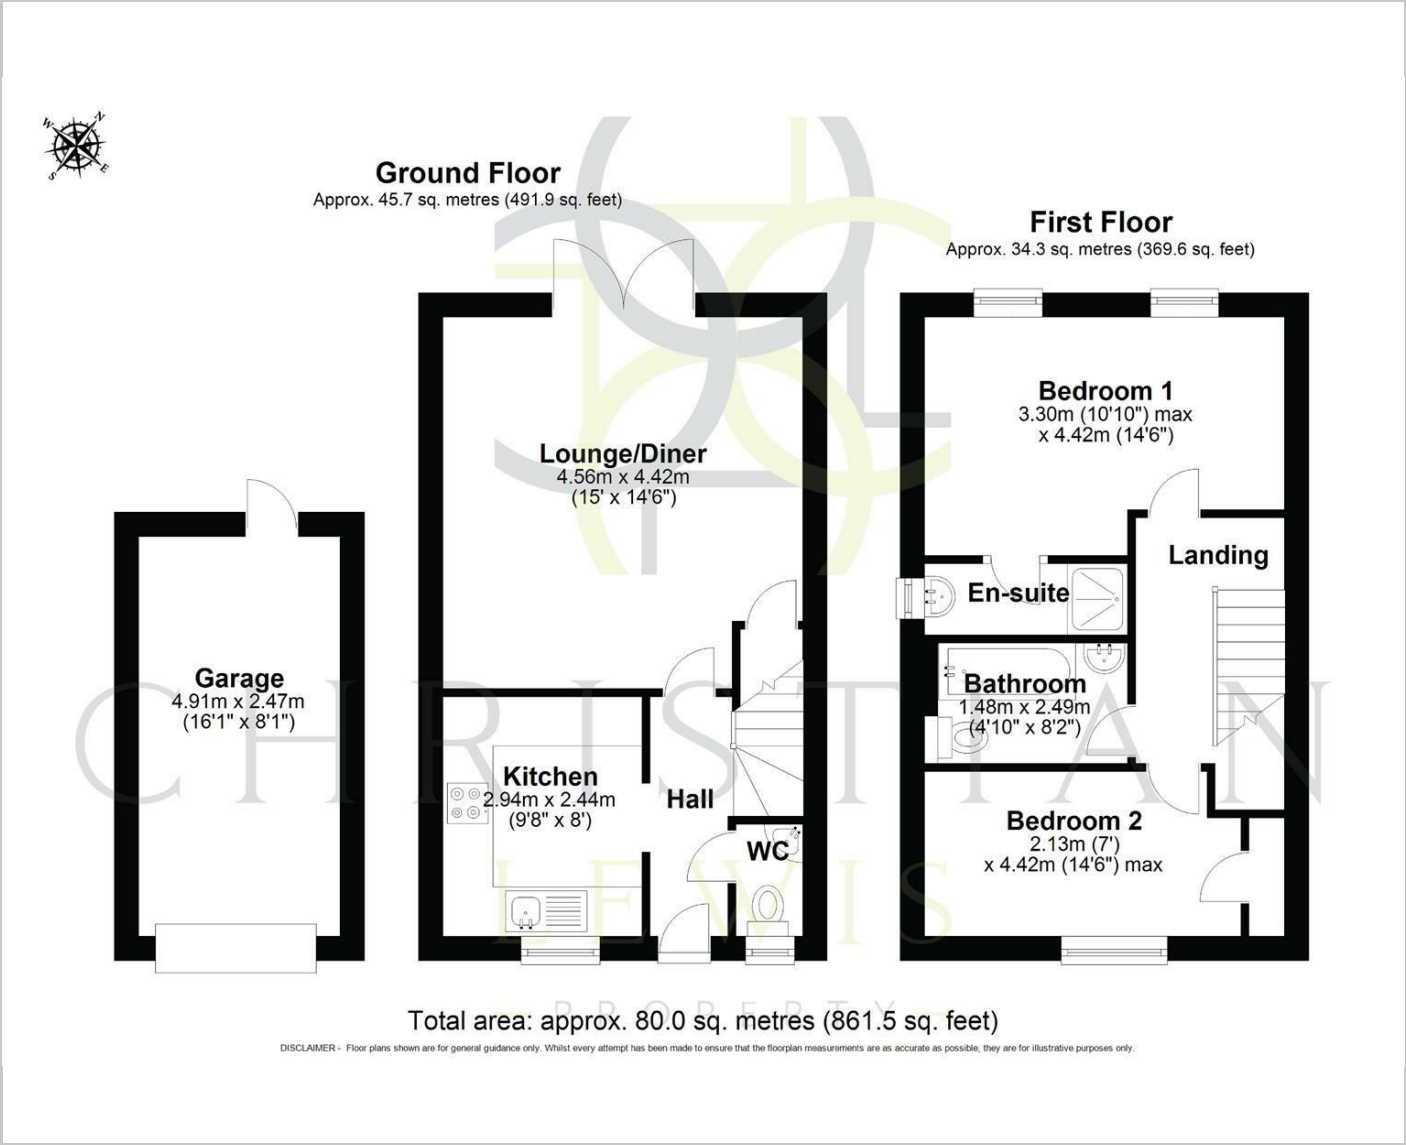 N
W
E
S
Ground Floor
Approx. 45.7 sq. metres (491.9 sq. feet)
First Floor
Approx. 34.3 sq. metres (369.6 sq. feet)
Bedroom 1
3.30m (10'10") max
x 4.42m (14'6")
Lounge/Diner
4.56m x 4.42m
(15' x 14'6")
Landing
En-suite
Garage
4.91m x 2.47m
(16'1" x 8'1")
Bathroom
1.48m x 2.49m
(4'10" x 8'2")
CHRISTIAN
Kitchen
2.94m x 2.44m
(9'8" x 8')
Hall
WC
Bedroom 2
2.13m (7')
x 4.42m (14'6") max
LEWIS
PROPERTY
Total area: approx. 80.0 sq. metres (861.5 sq. feet)
DISCLAIMER - Floor plans shown are for general guidance only. Whilst every attempt has been made to ensure that the floorplan measurements are as accurate as possible, they are for illustrative purposes only.